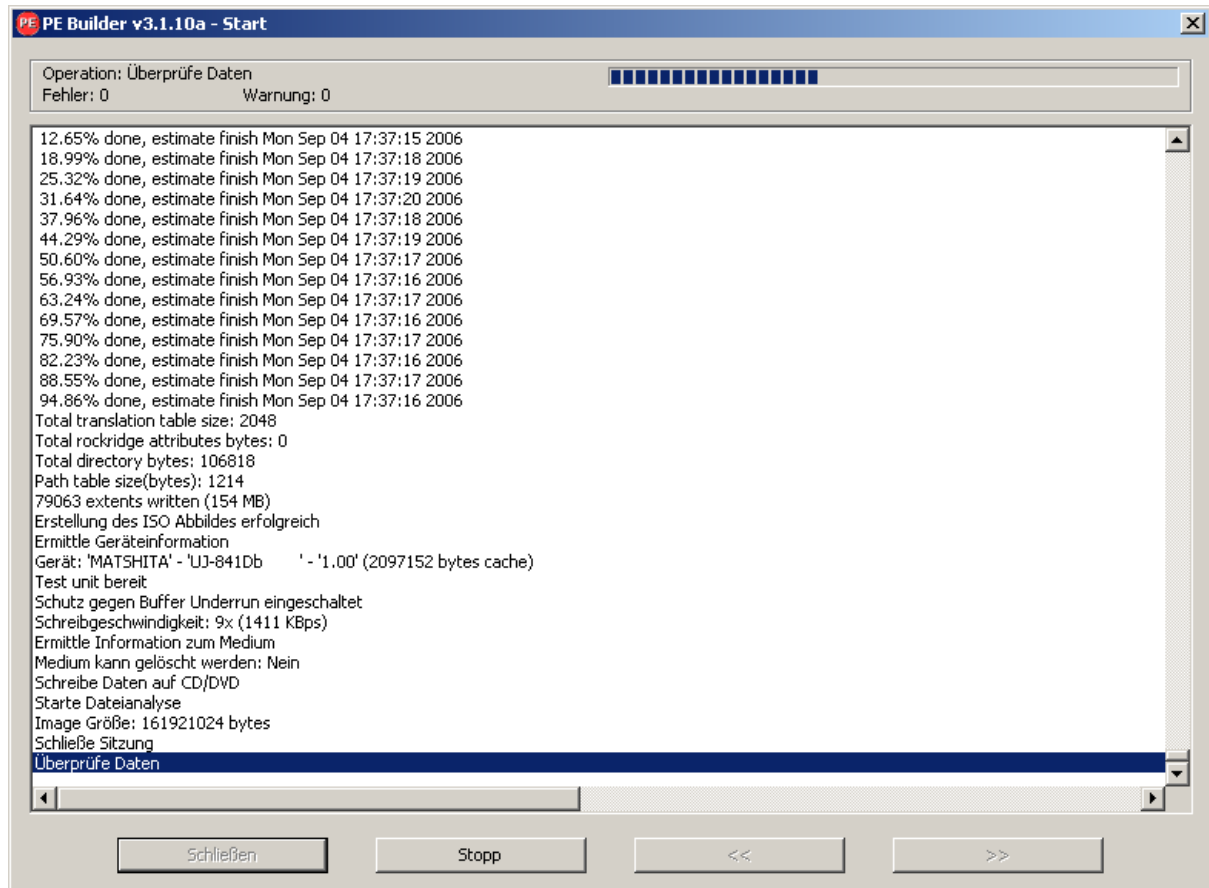 PE PE Builder v3.1.10a - Start
Operation: Überprüfe Daten
Fehler: 0 Warnung: 0
12.65% done, estimate finish Mon Sep 04 17:37:15 2006
18.99% done, estimate finish Mon Sep 04 17:37:18 2006
25.32% done, estimate finish Mon Sep 04 17:37:19 2006
31.64% done, estimate finish Mon Sep 04 17:37:20 2006
37.96% done, estimate finish Mon Sep 04 17:37:18 2006
44.29% done, estimate finish Mon Sep 04 17:37:19 2006
50.60% done, estimate finish Mon Sep 04 17:37:17 2006
56.93% done, estimate finish Mon Sep 04 17:37:16 2006
63.24% done, estimate finish Mon Sep 04 17:37:17 2006
69.57% done, estimate finish Mon Sep 04 17:37:16 2006
75.90% done, estimate finish Mon Sep 04 17:37:17 2006
82.23% done, estimate finish Mon Sep 04 17:37:16 2006
88.55% done, estimate finish Mon Sep 04 17:37:17 2006
94.86% done, estimate finish Mon Sep 04 17:37:16 2006
Total translation table size: 2048
Total rockridge attributes bytes: 0
Total directory bytes: 106818
Path table size(bytes): 1214
79063 extents written (154 MB)
Erstellung des ISO Abbildes erfolgreich
Ermittle Geräteinformation
Gerät: 'MATSHITA' - 'UJ-841Db ' - '1.00' (2097152 bytes cache)
Test unit bereit
Schutz gegen Buffer Underrun eingeschaltet
Schreibgeschwindigkeit: 9x (1411 KBps)
Ermittle Information zum Medium
Medium kann gelöscht werden: Nein
Schreibe Daten auf CD/DVD
Starte Dateianalyse
Image Größe: 161921024 bytes
Schließe Sitzung
Überprüfe Daten
Schließen Stopp << >>